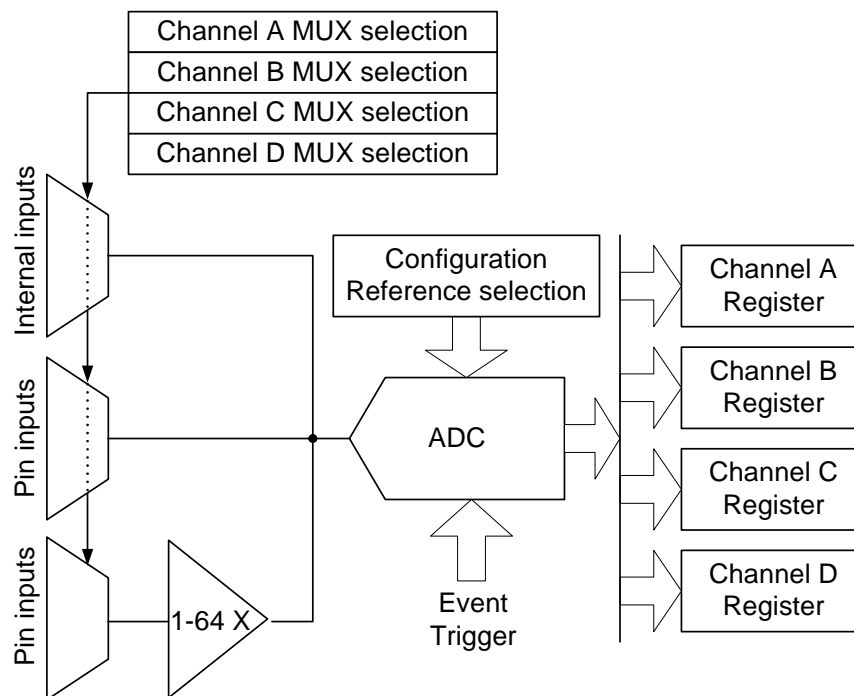 Channel A MUX selection
Channel B MUX selection
Channel C MUX selection
Channel D MUX selection
Internal inputs
Pin inputs
Pin inputs
1-64 X
Configuration
Reference selection
ADC
Event
Trigger
Channel A
Register
Channel B
Register
Channel C
Register
Channel D
Register